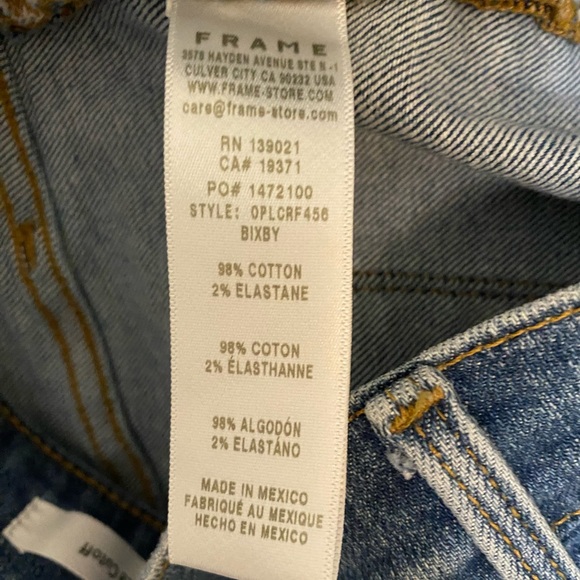 FRAME
3578 HAYDEN AVENUE STE N-1
CULVER CITY CA 90232 USA
WWW.FRAME-STORE.COM
care@frame-store.com
RN 139021
CA# 19371
PO# 1472100
STYLE: OPLCRF456
BIXBY
98% COTTON
2% ELASTANE
98% COTON
2% ÉLASTHANNE
98% ALGODÓN
2% ELASTÁNO
MADE IN MEXICO
FABRIQUÉ AU MEXIQUE
HECHO EN MEXICO
Cutoff